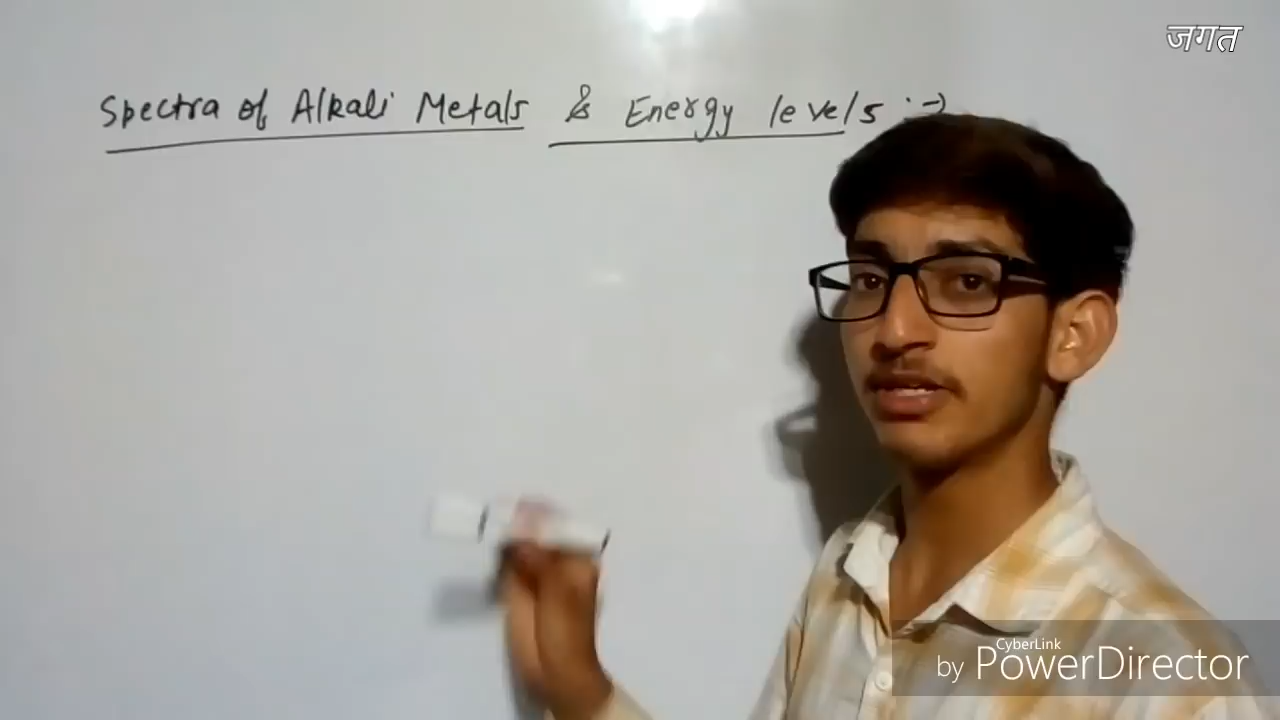 जगत
Spectra of Alkali Metals & Energy levels :→
CyberLink
by PowerDirector